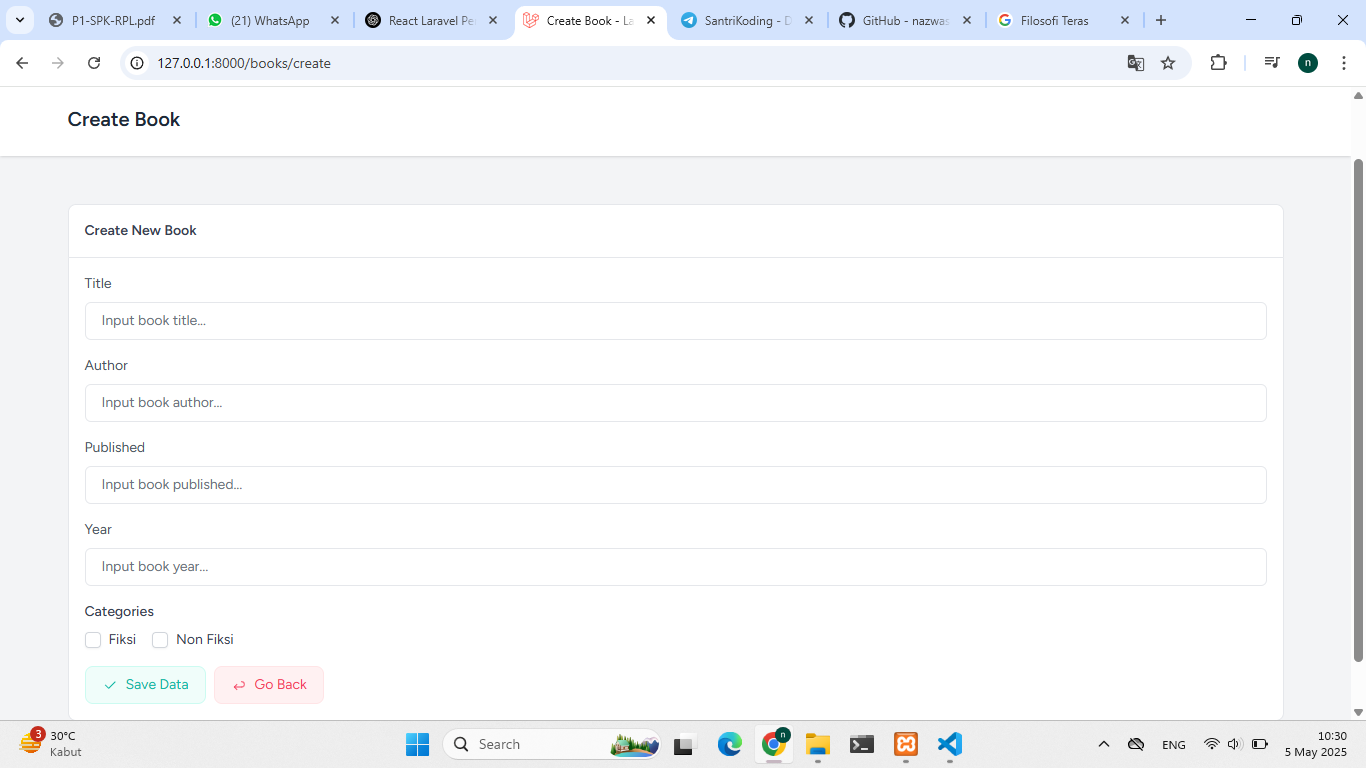 P1-SPK-RPL.pdf
(21) WhatsApp
React Laravel Pe
Create Book - La
SantriKoding - D
GitHub - nazwas
Filosofi Teras
127.0.0.1:8000/books/create
n
Create Book
Create New Book
Title
Input book title...
Author
Input book author...
Published
Input book published...
Year
Input book year...
Categories
Fiksi
Non Fiksi
Save Data
Go Back
3
30°C
Kabut
Search
n
ENG
10:30
5 May 2025